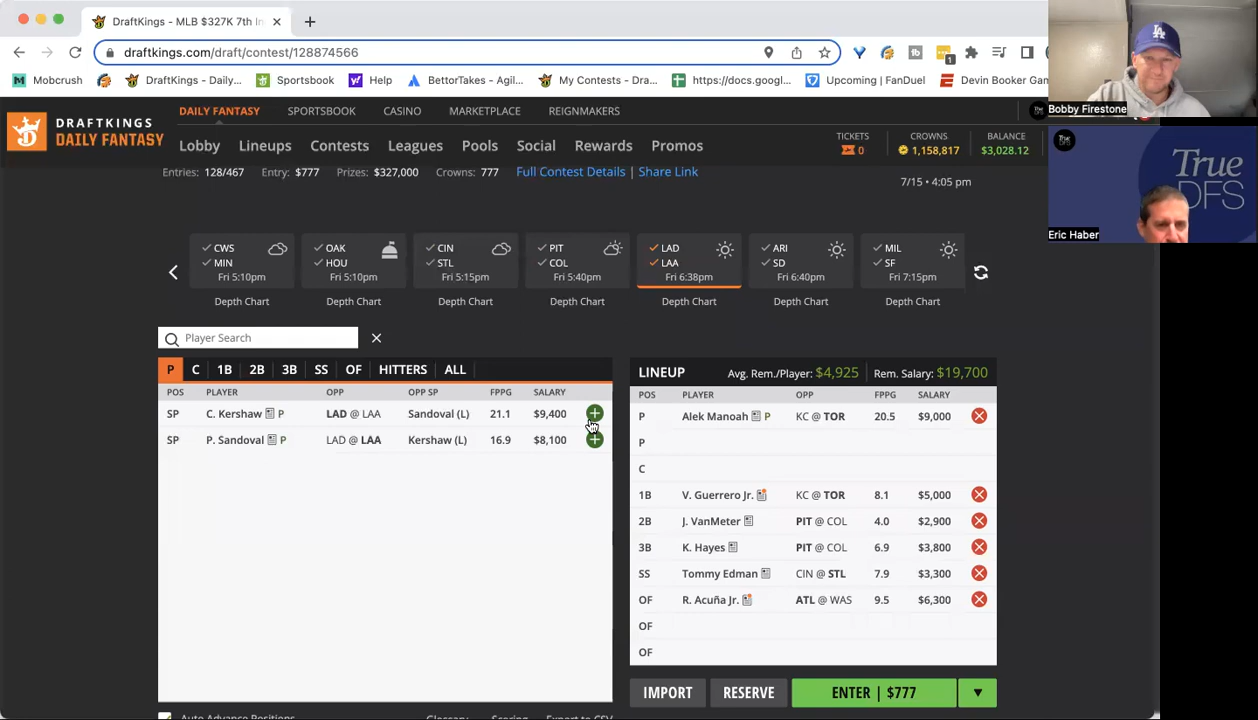 DraftKings - MLB $327K 7th In
draftkings.com/draft/contest/128874566
1
Mobcrush
DraftKings - Daily...
Sportsbook
Help
BettorTakes - Agil...
My Contests - Dra...
https://docs.googl...
Upcoming | FanDuel
Devin Booker Gam
LA
Bobby Firestone
True
DFS
Eric Haber
DAILY FANTASY SPORTSBOOK CASINO MARKETPLACE REIGNMAKERS
DRAFTKINGS
DAILY FANTASY
Lobby Lineups Contests Leagues Pools Social Rewards Promos
TICKETS CROWNS BALANCE
0 1,158,817 $3,028.12
Entries: 128/467 Entry: $777 Prizes: $327,000 Crowns: 777 Full Contest Details | Share Link
7/15 • 4:05 pm
CWS OAK CIN PIT LAD ARI MIL
MIN HOU STL COL LAA SD SF
Fri 5:10pm Fri 5:10pm Fri 5:15pm Fri 5:40pm Fri 6:38pm Fri 6:40pm Fri 7:15pm
Depth Chart Depth Chart Depth Chart Depth Chart Depth Chart Depth Chart Depth Chart
Player Search
P C 1B 2B 3B SS OF HITTERS ALL
POS PLAYER OPP OPP SP FPPG SALARY
SP C. Kershaw P LAD @ LAA Sandoval (L) 21.1 $9,400
SP P. Sandoval P LAD @ LAA Kershaw (L) 16.9 $8,100
LINEUP Avg. Rem./Player: $4,925 Rem. Salary: $19,700
POS PLAYER OPP FPPG SALARY
P Alek Manoah P KC @ TOR 20.5 $9,000
P
C
1B V. Guerrero Jr. KC @ TOR 8.1 $5,000
2B J. VanMeter PIT @ COL 4.0 $2,900
3B K. Hayes PIT @ COL 6.9 $3,800
SS Tommy Edman CIN @ STL 7.9 $3,300
OF R. Acuña Jr. ATL @ WAS 9.5 $6,300
OF
OF
IMPORT RESERVE ENTER | $777
Auto Advance Positions Glossary Scoring Export to CSV